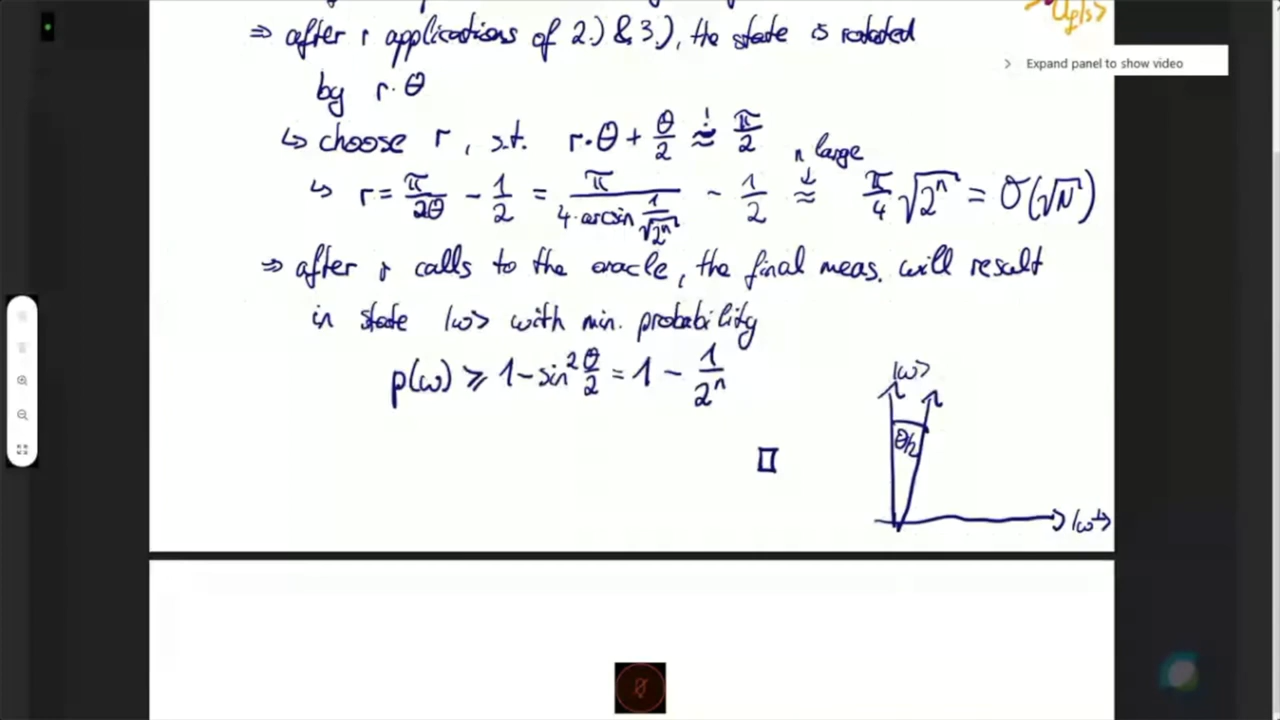 U_f|s>
⇒ after r applications of 2.) & 3.), the state is rotated
Expand panel to show video
by r·θ
↳ choose r, s.t. r·θ + θ/2 ≈! π/2
n large
↳ r = π/2θ − 1/2 = π/(4·arcsin 1/√2ⁿ) − 1/2 ≈ π/4 √2ⁿ = O(√N)
⇒ after r calls to the oracle, the final meas. will result
in state |ω> with min. probability
p(ω) ≥ 1 − sin² θ/2 = 1 − 1/2ⁿ
|ω>
θ/2
|ω⊥>